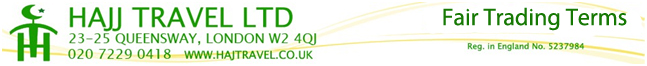 HAJJ TRAVEL LTD
23-25 QUEENSWAY, LONDON W2 4QJ
020 7229 0418 WWW.HAJTRAVEL.CO.UK
Fair Trading Terms
Reg. in England No. 5237984